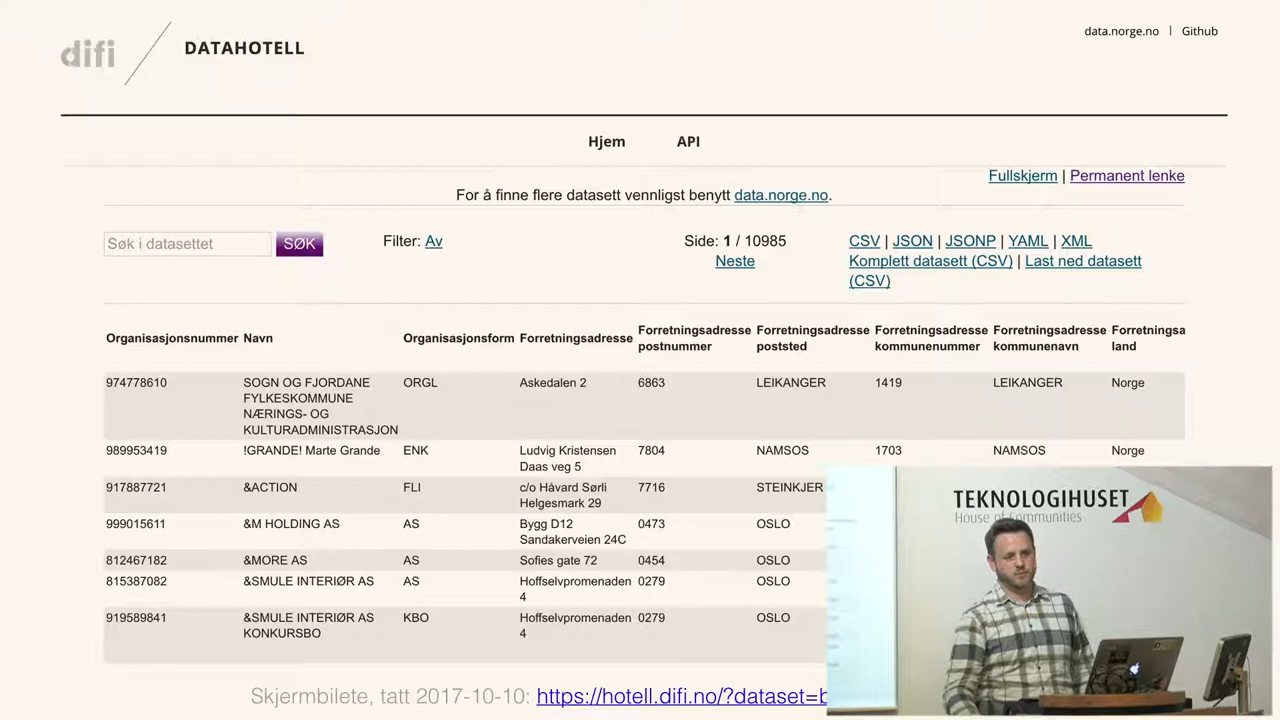 difi DATAHOTELL
data.norge.no | Github
Hjem API
Fullskjerm | Permanent lenke
For å finne flere datasett vennligst benytt data.norge.no.
Søk i datasettet SØK Filter: Av Side: 1 / 10985 CSV | JSON | JSONP | YAML | XML
Neste Komplett datasett (CSV) | Last ned datasett
(CSV)
Organisasjonsnummer Navn Organisasjonsform Forretningsadresse Forretningsadresse Forretningsadresse Forretningsadresse Forretningsadresse Forretningsa
postnummer poststed kommunenummer kommunenavn land
974778610 SOGN OG FJORDANE ORGL Askedalen 2 6863 LEIKANGER 1419 LEIKANGER Norge
FYLKESKOMMUNE
NÆRINGS- OG
KULTURADMINISTRASJON
989953419 !GRANDE! Marte Grande ENK Ludvig Kristensen 7804 NAMSOS 1703 NAMSOS Norge
Daas veg 5
917887721 &ACTION FLI c/o Håvard Sørli 7716 STEINKJER
Helgesmark 29
999015611 &M HOLDING AS AS Bygg D12 0473 OSLO
Sandakerveien 24C
812467182 &MORE AS AS Sofies gate 72 0454 OSLO
815387082 &SMULE INTERIØR AS AS Hoffselvpromenaden 0279 OSLO
4
919589841 &SMULE INTERIØR AS KBO Hoffselvpromenaden 0279 OSLO
KONKURSBO 4
TEKNOLOGIHUSET
House of Communities
Skjermbilete, tatt 2017-10-10: https://hotell.difi.no/?dataset=b